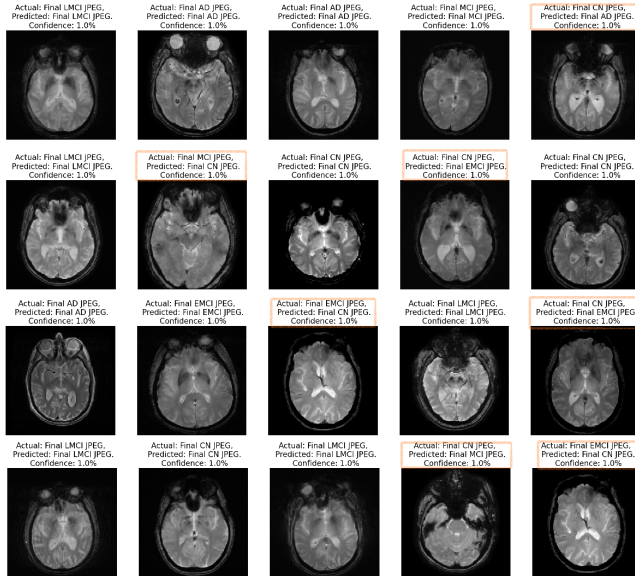 Actual: Final LMCI JPEG,
Predicted: Final LMCI JPEG.
Confidence: 1.0%
Actual: Final AD JPEG,
Predicted: Final AD JPEG.
Confidence: 1.0%
Actual: Final AD JPEG,
Predicted: Final AD JPEG.
Confidence: 1.0%
Actual: Final MCI JPEG,
Predicted: Final MCI JPEG.
Confidence: 1.0%
Actual: Final CN JPEG,
Predicted: Final AD JPEG.
Confidence: 1.0%
Actual: Final LMCI JPEG,
Predicted: Final LMCI JPEG.
Confidence: 1.0%
Actual: Final MCI JPEG,
Predicted: Final CN JPEG.
Confidence: 1.0%
Actual: Final CN JPEG,
Predicted: Final CN JPEG.
Confidence: 1.0%
Actual: Final CN JPEG,
Predicted: Final EMCI JPEG.
Confidence: 1.0%
Actual: Final CN JPEG,
Predicted: Final CN JPEG.
Confidence: 1.0%
Actual: Final AD JPEG,
Predicted: Final AD JPEG.
Confidence: 1.0%
Actual: Final EMCI JPEG,
Predicted: Final EMCI JPEG.
Confidence: 1.0%
Actual: Final EMCI JPEG,
Predicted: Final CN JPEG.
Confidence: 1.0%
Actual: Final LMCI JPEG,
Predicted: Final LMCI JPEG.
Confidence: 1.0%
Actual: Final CN JPEG,
Predicted: Final EMCI JPEG.
Confidence: 1.0%
Actual: Final LMCI JPEG,
Predicted: Final LMCI JPEG.
Confidence: 1.0%
Actual: Final CN JPEG,
Predicted: Final CN JPEG.
Confidence: 1.0%
Actual: Final LMCI JPEG,
Predicted: Final LMCI JPEG.
Confidence: 1.0%
Actual: Final CN JPEG,
Predicted: Final MCI JPEG.
Confidence: 1.0%
Actual: Final EMCI JPEG,
Predicted: Final CN JPEG.
Confidence: 1.0%